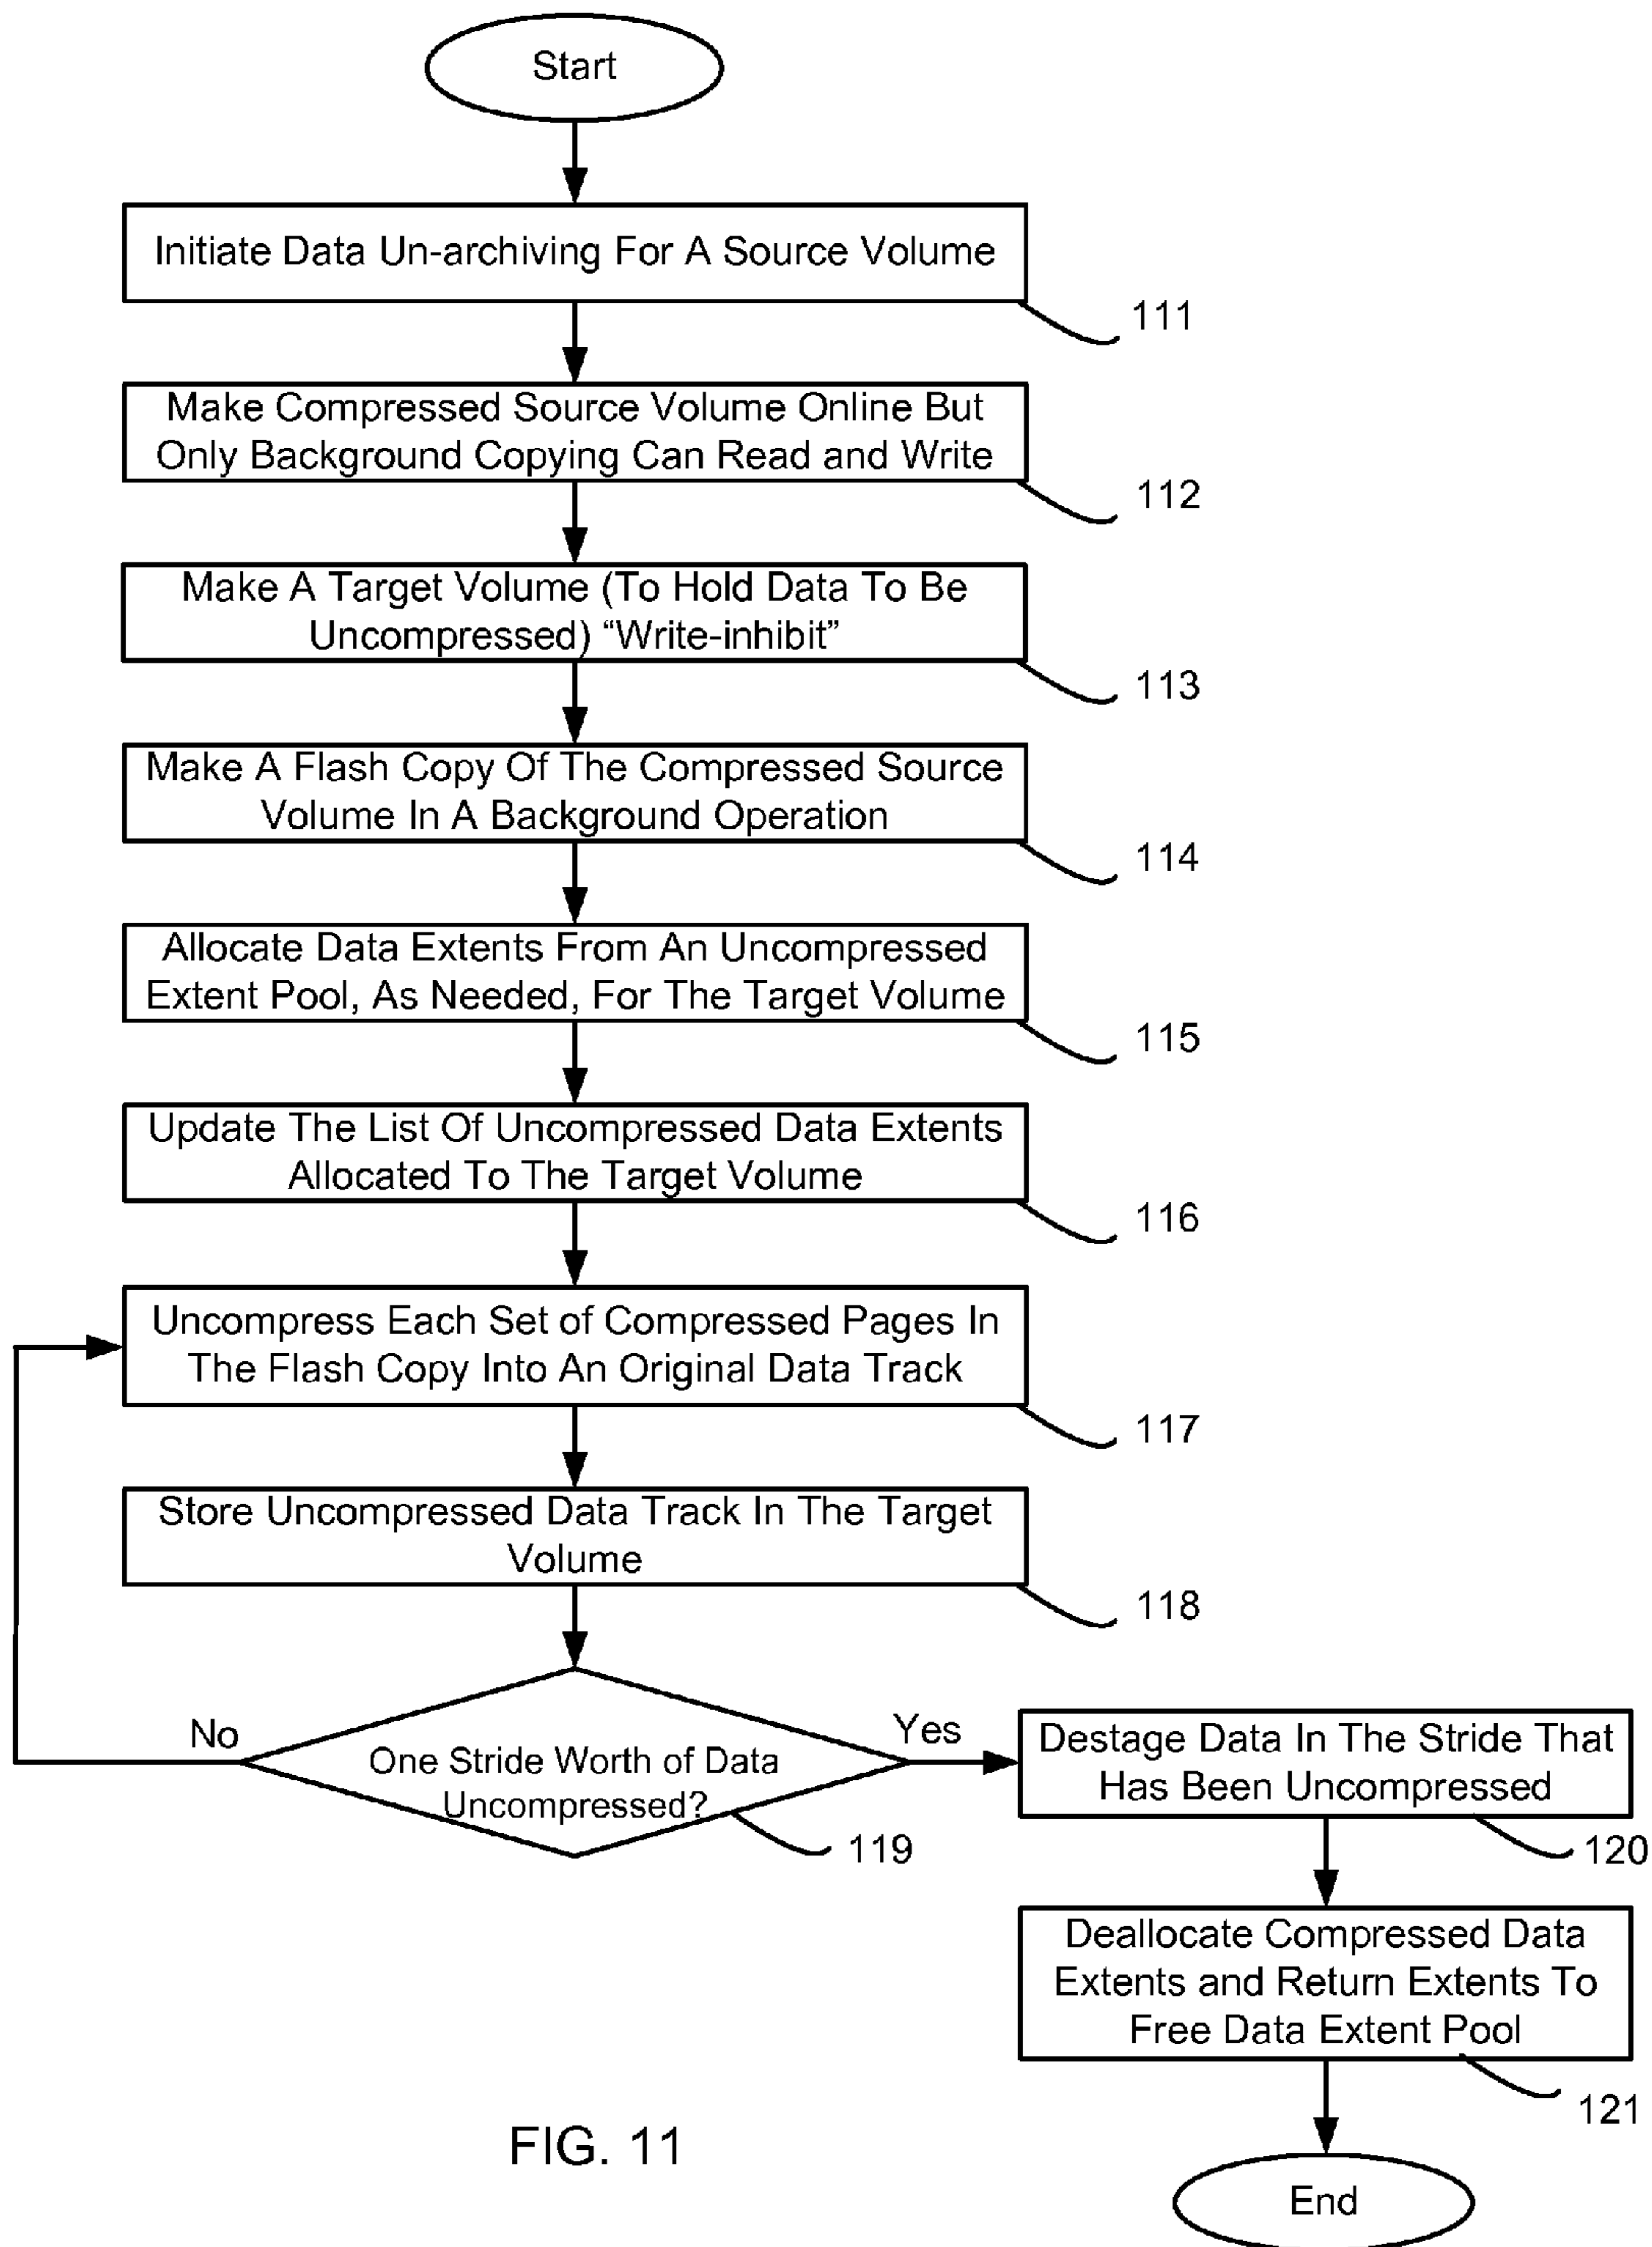 Start
Initiate Data Un-archiving For A Source Volume
111
Make Compressed Source Volume Online But
Only Background Copying Can Read and Write
112
Make A Target Volume (To Hold Data To Be
Uncompressed) “Write-inhibit”
113
Make A Flash Copy Of The Compressed Source
Volume In A Background Operation
114
Allocate Data Extents From An Uncompressed
Extent Pool, As Needed, For The Target Volume
115
Update The List Of Uncompressed Data Extents
Allocated To The Target Volume
116
Uncompress Each Set of Compressed Pages In
The Flash Copy Into An Original Data Track
117
Store Uncompressed Data Track In The Target
Volume
118
No
One Stride Worth of Data
Uncompressed?
119
Yes
Destage Data In The Stride That
Has Been Uncompressed
120
Deallocate Compressed Data
Extents and Return Extents To
Free Data Extent Pool
121
End
FIG. 11